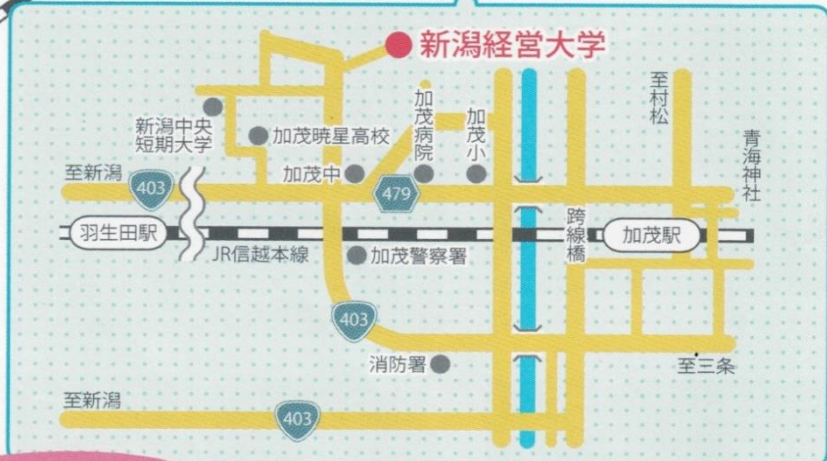 新潟経営大学
至村松
青海神社
加茂病院
加茂小
新潟中央
短期大学
加茂暁星高校
至新潟
403
加茂中
479
羽生田駅
JR信越本線
加茂警察署
跨線橋
加茂駅
403
消防署
至三条
至新潟
403